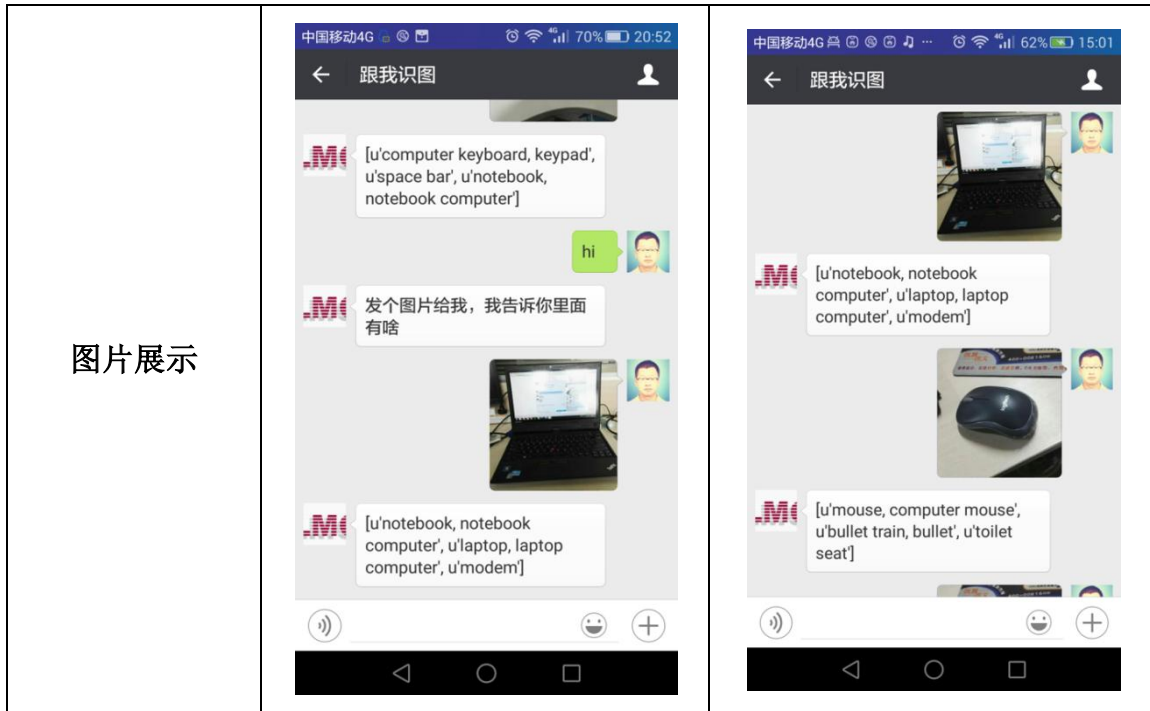 图片展示
中国移动4G 4G 70% 20:52
跟我识图
[u'computer keyboard, keypad',
u'space bar', u'notebook,
notebook computer']
hi
发个图片给我，我告诉你里面
有啥
[u'notebook, notebook
computer', u'laptop, laptop
computer', u'modem']
中国移动4G 4G 62% 15:01
跟我识图
[u'notebook, notebook
computer', u'laptop, laptop
computer', u'modem']
[u'mouse, computer mouse',
u'bullet train, bullet', u'toilet
seat']